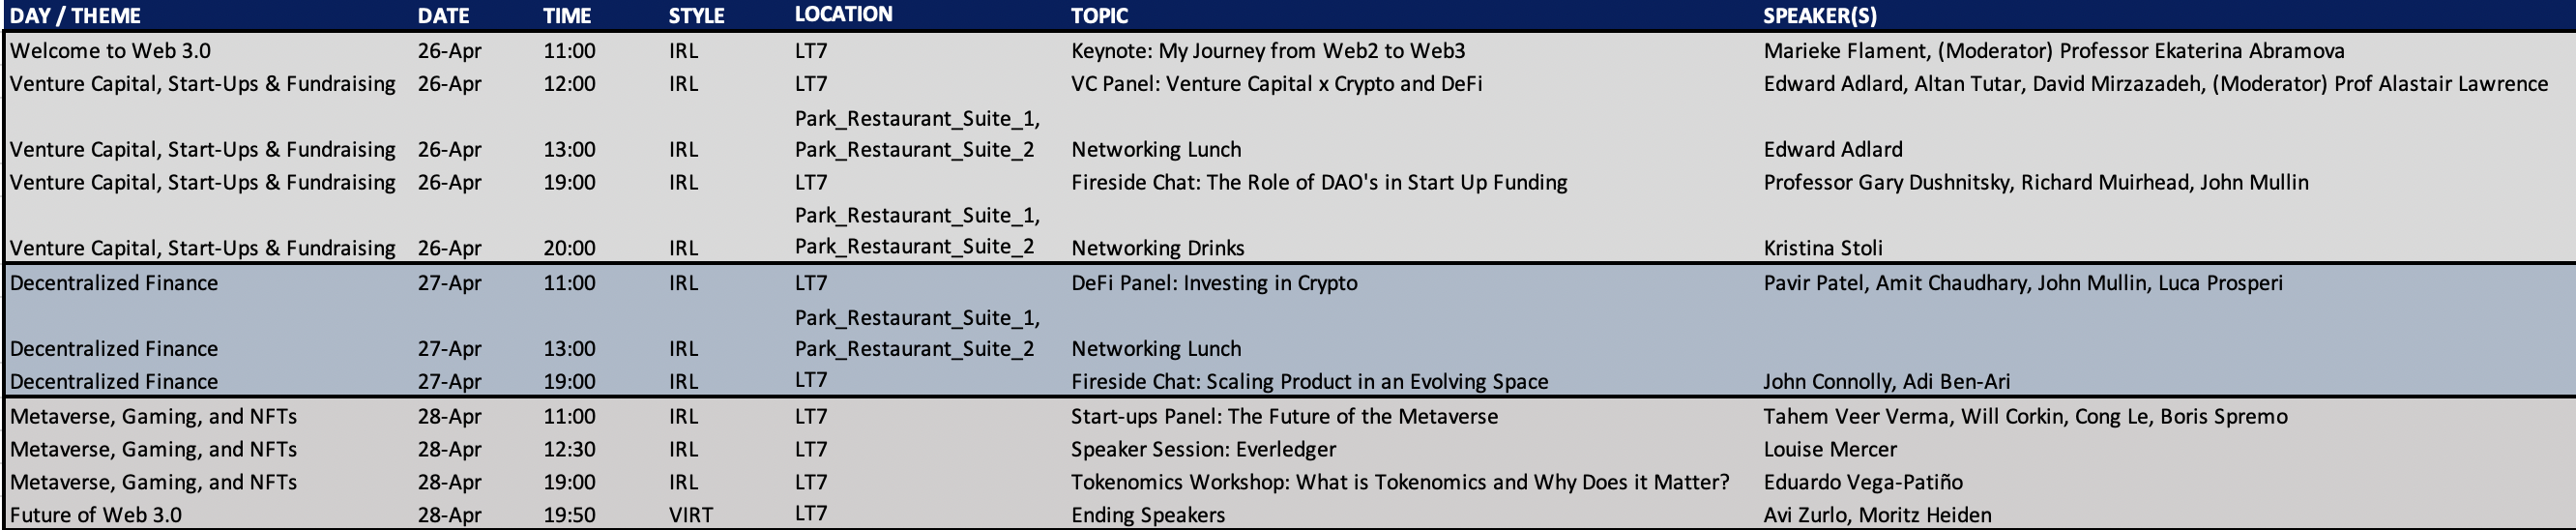 DAY / THEME DATE TIME STYLE LOCATION TOPIC SPEAKER(S)
Welcome to Web 3.0 26-Apr 11:00 IRL LT7 Keynote: My Journey from Web2 to Web3 Marieke Flament, (Moderator) Professor Ekaterina Abramova
Venture Capital, Start-Ups & Fundraising 26-Apr 12:00 IRL LT7 VC Panel: Venture Capital x Crypto and DeFi Edward Adlard, Altan Tutar, David Mirzazadeh, (Moderator) Prof Alastair Lawrence
Park_Restaurant_Suite_1,
Venture Capital, Start-Ups & Fundraising 26-Apr 13:00 IRL Park_Restaurant_Suite_2 Networking Lunch Edward Adlard
Venture Capital, Start-Ups & Fundraising 26-Apr 19:00 IRL LT7 Fireside Chat: The Role of DAO's in Start Up Funding Professor Gary Dushnitsky, Richard Muirhead, John Mullin
Park_Restaurant_Suite_1,
Venture Capital, Start-Ups & Fundraising 26-Apr 20:00 IRL Park_Restaurant_Suite_2 Networking Drinks Kristina Stoli
Decentralized Finance 27-Apr 11:00 IRL LT7 DeFi Panel: Investing in Crypto Pavir Patel, Amit Chaudhary, John Mullin, Luca Prosperi
Park_Restaurant_Suite_1,
Decentralized Finance 27-Apr 13:00 IRL Park_Restaurant_Suite_2 Networking Lunch
Decentralized Finance 27-Apr 19:00 IRL LT7 Fireside Chat: Scaling Product in an Evolving Space John Connolly, Adi Ben-Ari
Metaverse, Gaming, and NFTs 28-Apr 11:00 IRL LT7 Start-ups Panel: The Future of the Metaverse Tahem Veer Verma, Will Corkin, Cong Le, Boris Spremo
Metaverse, Gaming, and NFTs 28-Apr 12:30 IRL LT7 Speaker Session: Everledger Louise Mercer
Metaverse, Gaming, and NFTs 28-Apr 19:00 IRL LT7 Tokenomics Workshop: What is Tokenomics and Why Does it Matter? Eduardo Vega-Patiño
Future of Web 3.0 28-Apr 19:50 VIRT LT7 Ending Speakers Avi Zurlo, Moritz Heiden